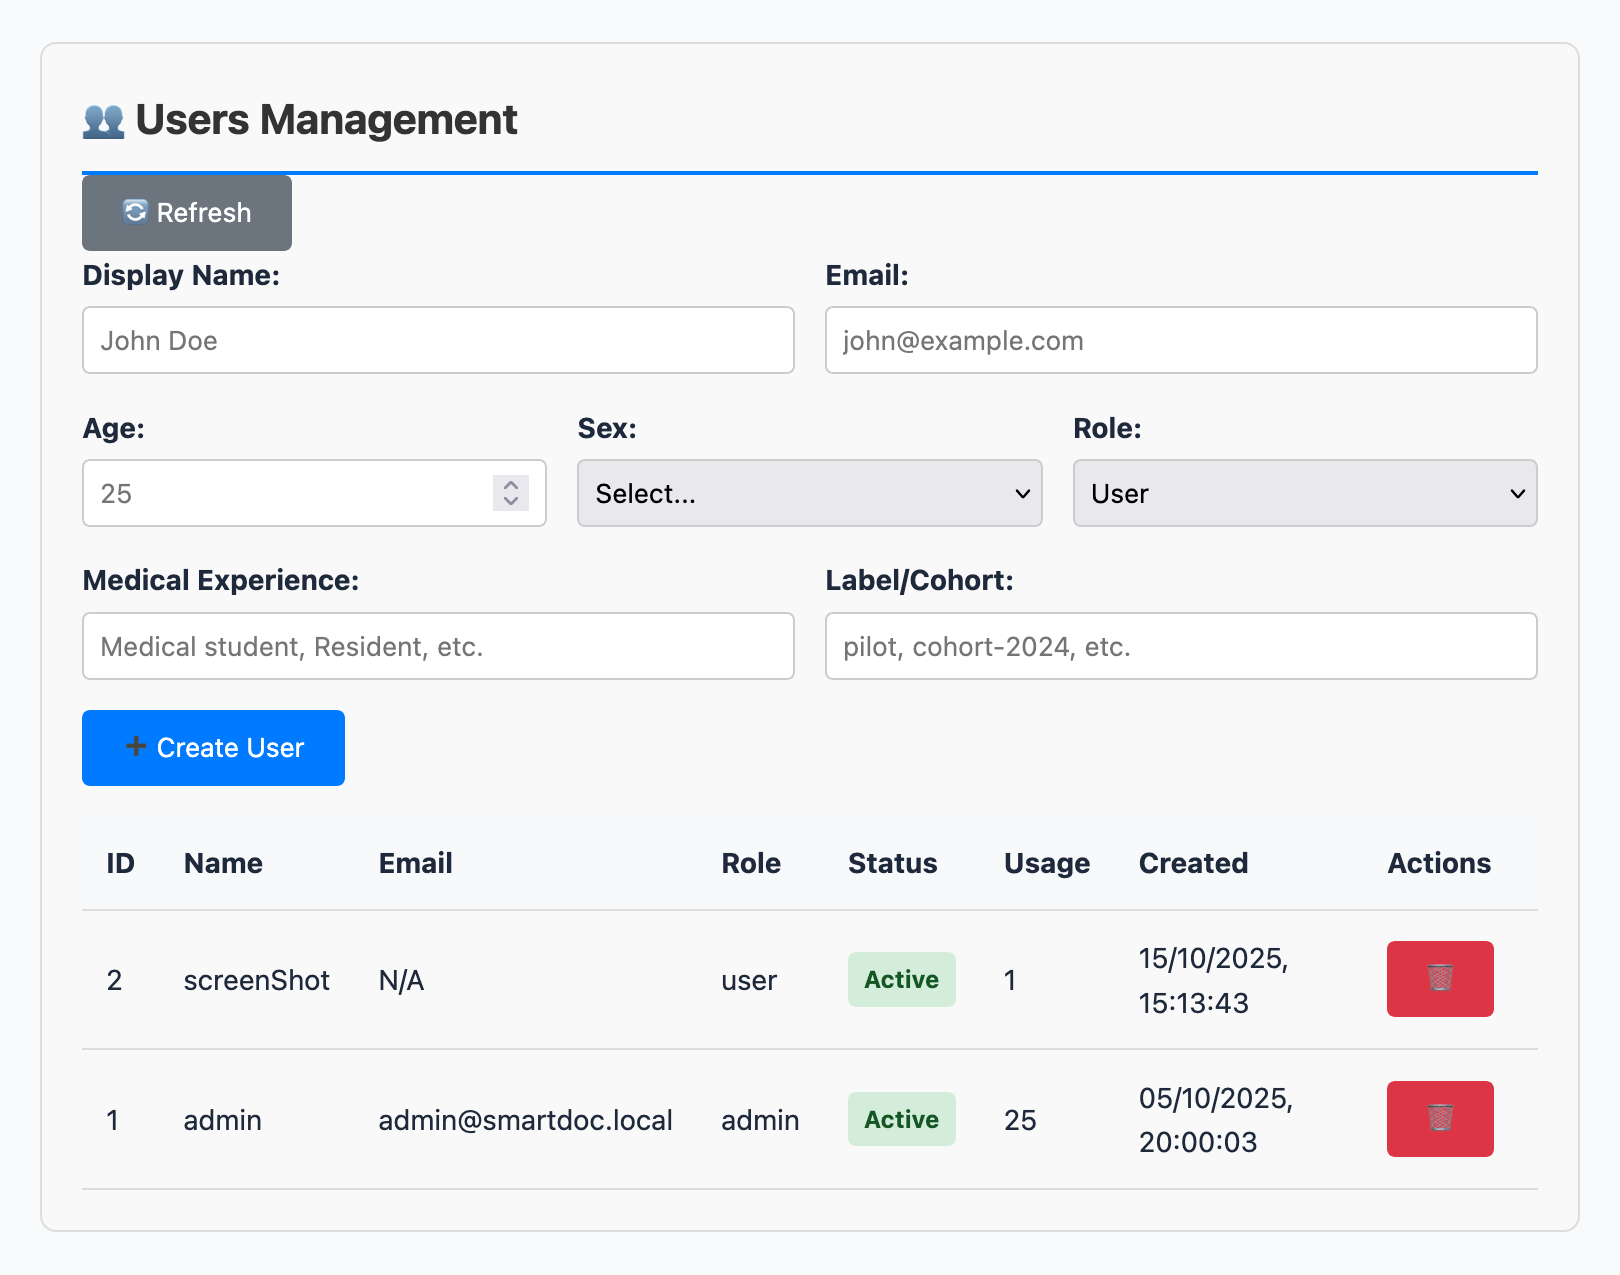 Users Management
Refresh
Display Name:
Email:
John Doe
john@example.com
Age:
Sex:
Role:
25
Select...
User
Medical Experience:
Label/Cohort:
Medical student, Resident, etc.
pilot, cohort-2024, etc.
Create User
ID Name Email Role Status Usage Created Actions
2 screenShot N/A user Active 1 15/10/2025,
15:13:43
1 admin admin@smartdoc.local admin Active 25 05/10/2025,
20:00:03